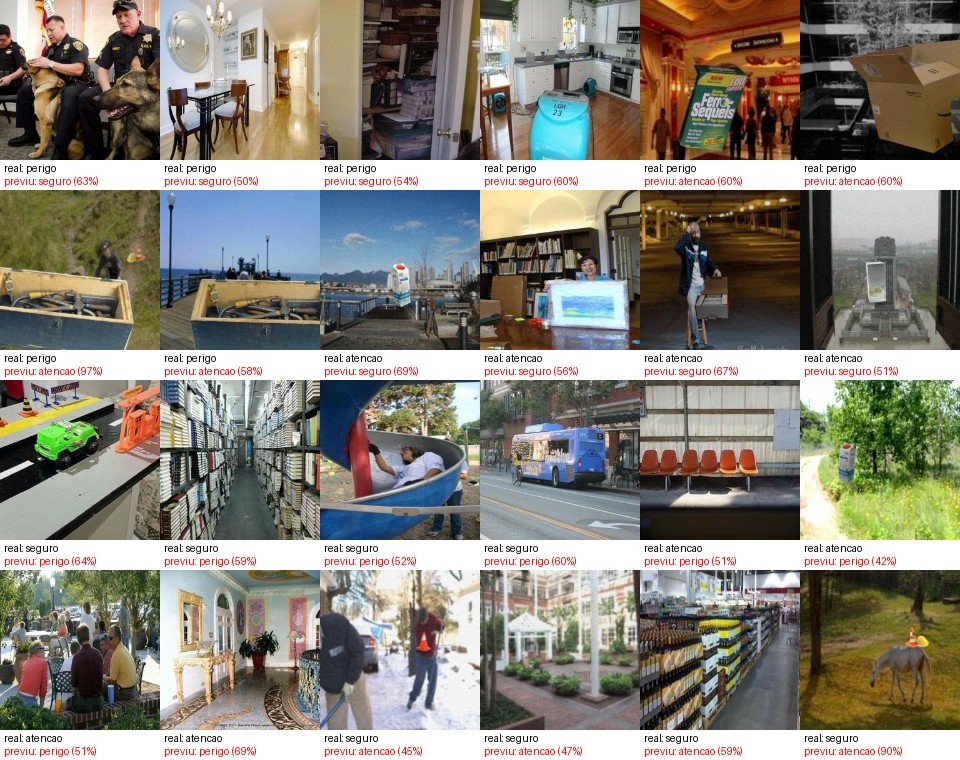 LGR
23
NEW
Ferro
Sequels
real: perigo
previu: seguro (63%)
real: perigo
previu: seguro (50%)
real: perigo
previu: seguro (54%)
real: perigo
previu: seguro (60%)
real: perigo
previu: atencao (60%)
real: perigo
previu: atencao (60%)
real: perigo
previu: atencao (97%)
real: perigo
previu: atencao (58%)
real: atencao
previu: seguro (69%)
real: atencao
previu: seguro (56%)
real: atencao
previu: seguro (67%)
real: atencao
previu: seguro (51%)
real: seguro
previu: perigo (64%)
real: seguro
previu: perigo (59%)
real: seguro
previu: perigo (52%)
real: seguro
previu: perigo (60%)
real: atencao
previu: perigo (51%)
real: atencao
previu: perigo (42%)
real: atencao
previu: perigo (51%)
real: atencao
previu: perigo (69%)
real: seguro
previu: atencao (45%)
real: seguro
previu: atencao (47%)
real: seguro
previu: atencao (59%)
real: seguro
previu: atencao (90%)